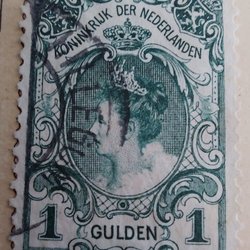 KONINKRIJK DER NEDERLANDEN
1 GULDEN 1